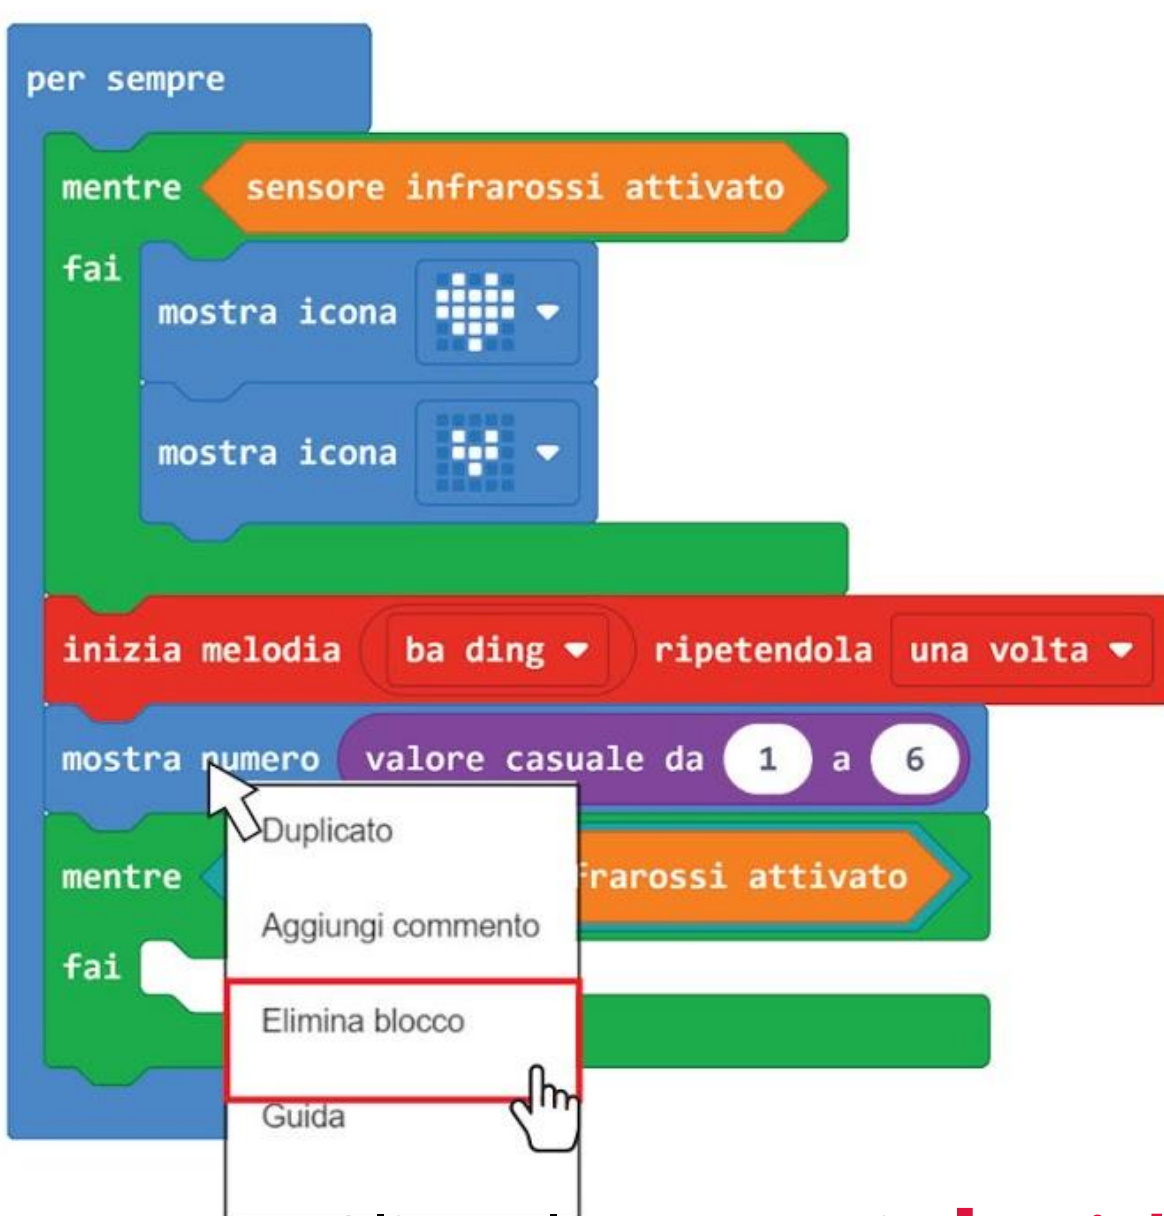 per sempre
mentre sensore infrarossi attivato
fai
mostra icona
mostra icona
inizia melodia ba ding ripetendola una volta
mostra numero valore casuale da 1 a 6
Duplicato
mentre frarossi attivato
Aggiungi commento
fai
Elimina blocco
Guida